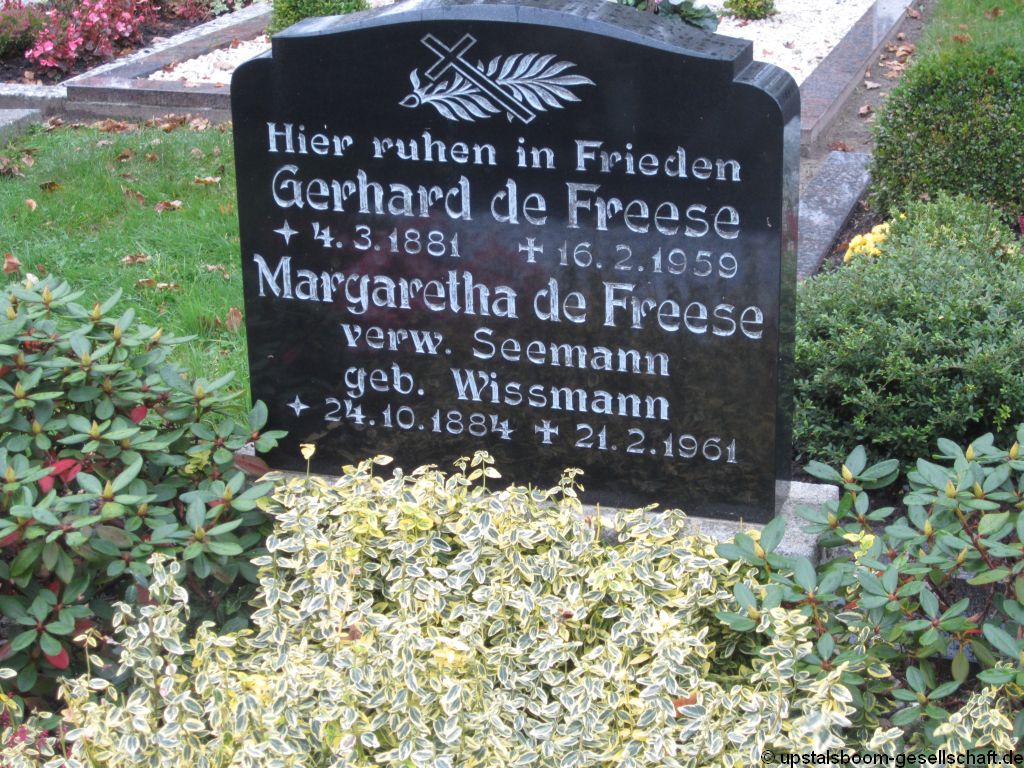 Hier ruhen in Frieden
Gerhard de Freese
✦ 4. 3. 1881 ✝ 16. 2. 1959
Margaretha de Freese
verw. Seemann
geb. Wissmann
✦ 24. 10. 1884 ✝ 21. 2. 1961
© upstalsboom-gesellschaft.de